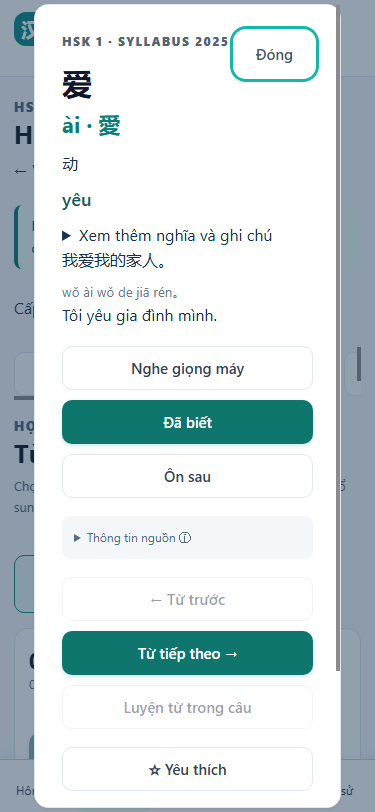 HSK 1 · SYLLABUS 2025
Đóng
爱
ài · 愛
动
yêu
▶ Xem thêm nghĩa và ghi chú
我爱我的家人。
wǒ ài wǒ de jiā rén。
Tôi yêu gia đình mình.
Nghe giọng máy
Đã biết
Ôn sau
▶ Thông tin nguồn ⓘ
← Từ trước
Từ tiếp theo →
Luyện từ trong câu
☆ Yêu thích